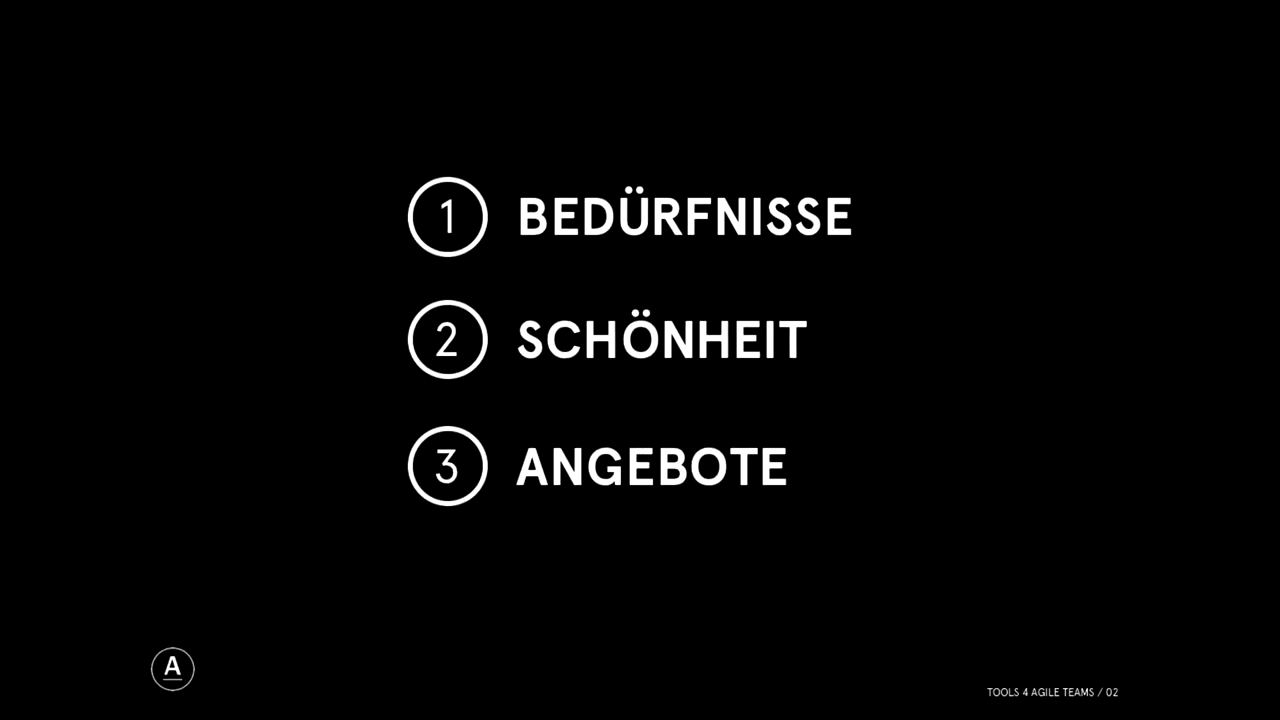 1 BEDÜRFNISSE
2 SCHÖNHEIT
3 ANGEBOTE
A
TOOLS 4 AGILE TEAMS / 02